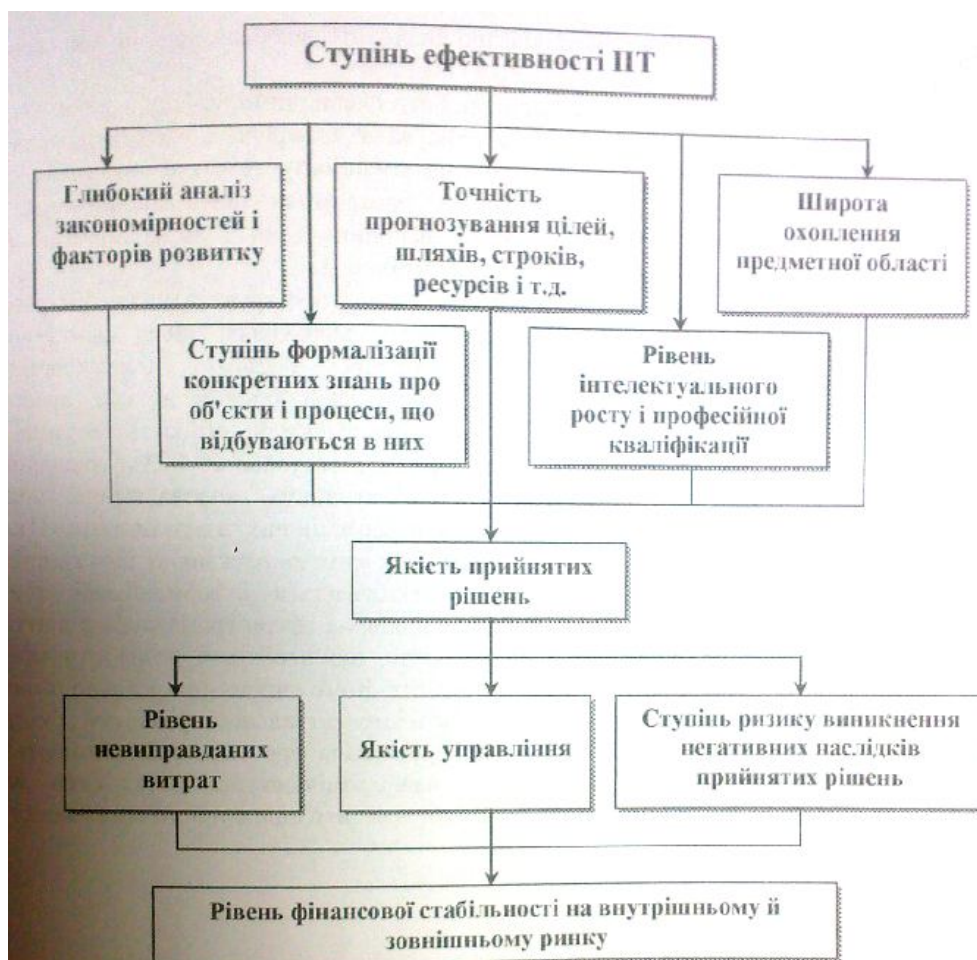 Ступінь ефективності ІІТ
Глибокий аналіз
закономірностей і
факторів розвитку
Точність
прогнозування цілей,
шляхів, строків,
ресурсів і т.д.
Широта
охоплення
предметної області
Ступінь формалізації
конкретних знань про
об'єкти і процеси, що
відбуваються в них
Рівень
інтелектуального
росту і професійної
кваліфікації
Якість прийнятих
рішень
Рівень
невиправданих
витрат
Якість управління
Ступінь ризику виникнення
негативних наслідків
прийнятих рішень
Рівень фінансової стабільності на внутрішньому й
зовнішньому ринку